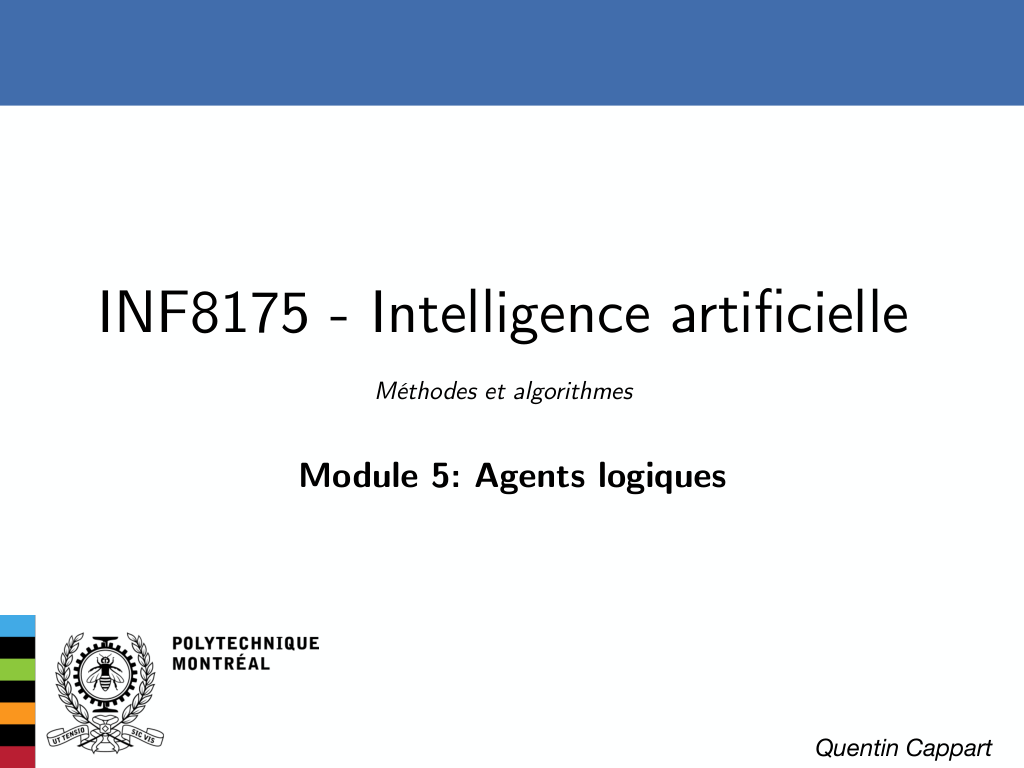 INF8175 - Intelligence artificielle
Méthodes et algorithmes
Module 5: Agents logiques
POLYTECHNIQUE
MONTRÉAL
UT TENSIO SIC VIS
Quentin Cappart